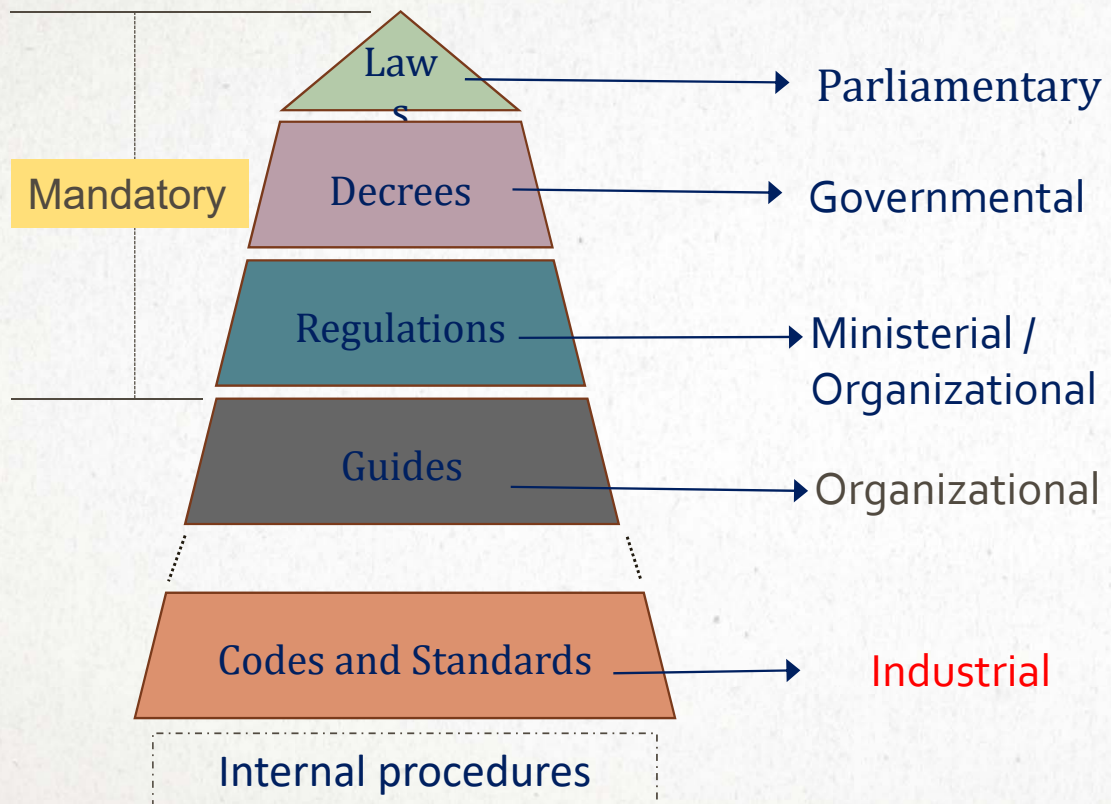 Law
s
Parliamentary
Mandatory
Decrees
Governmental
Regulations
Ministerial /
Organizational
Guides
Organizational
Codes and Standards
Industrial
Internal procedures